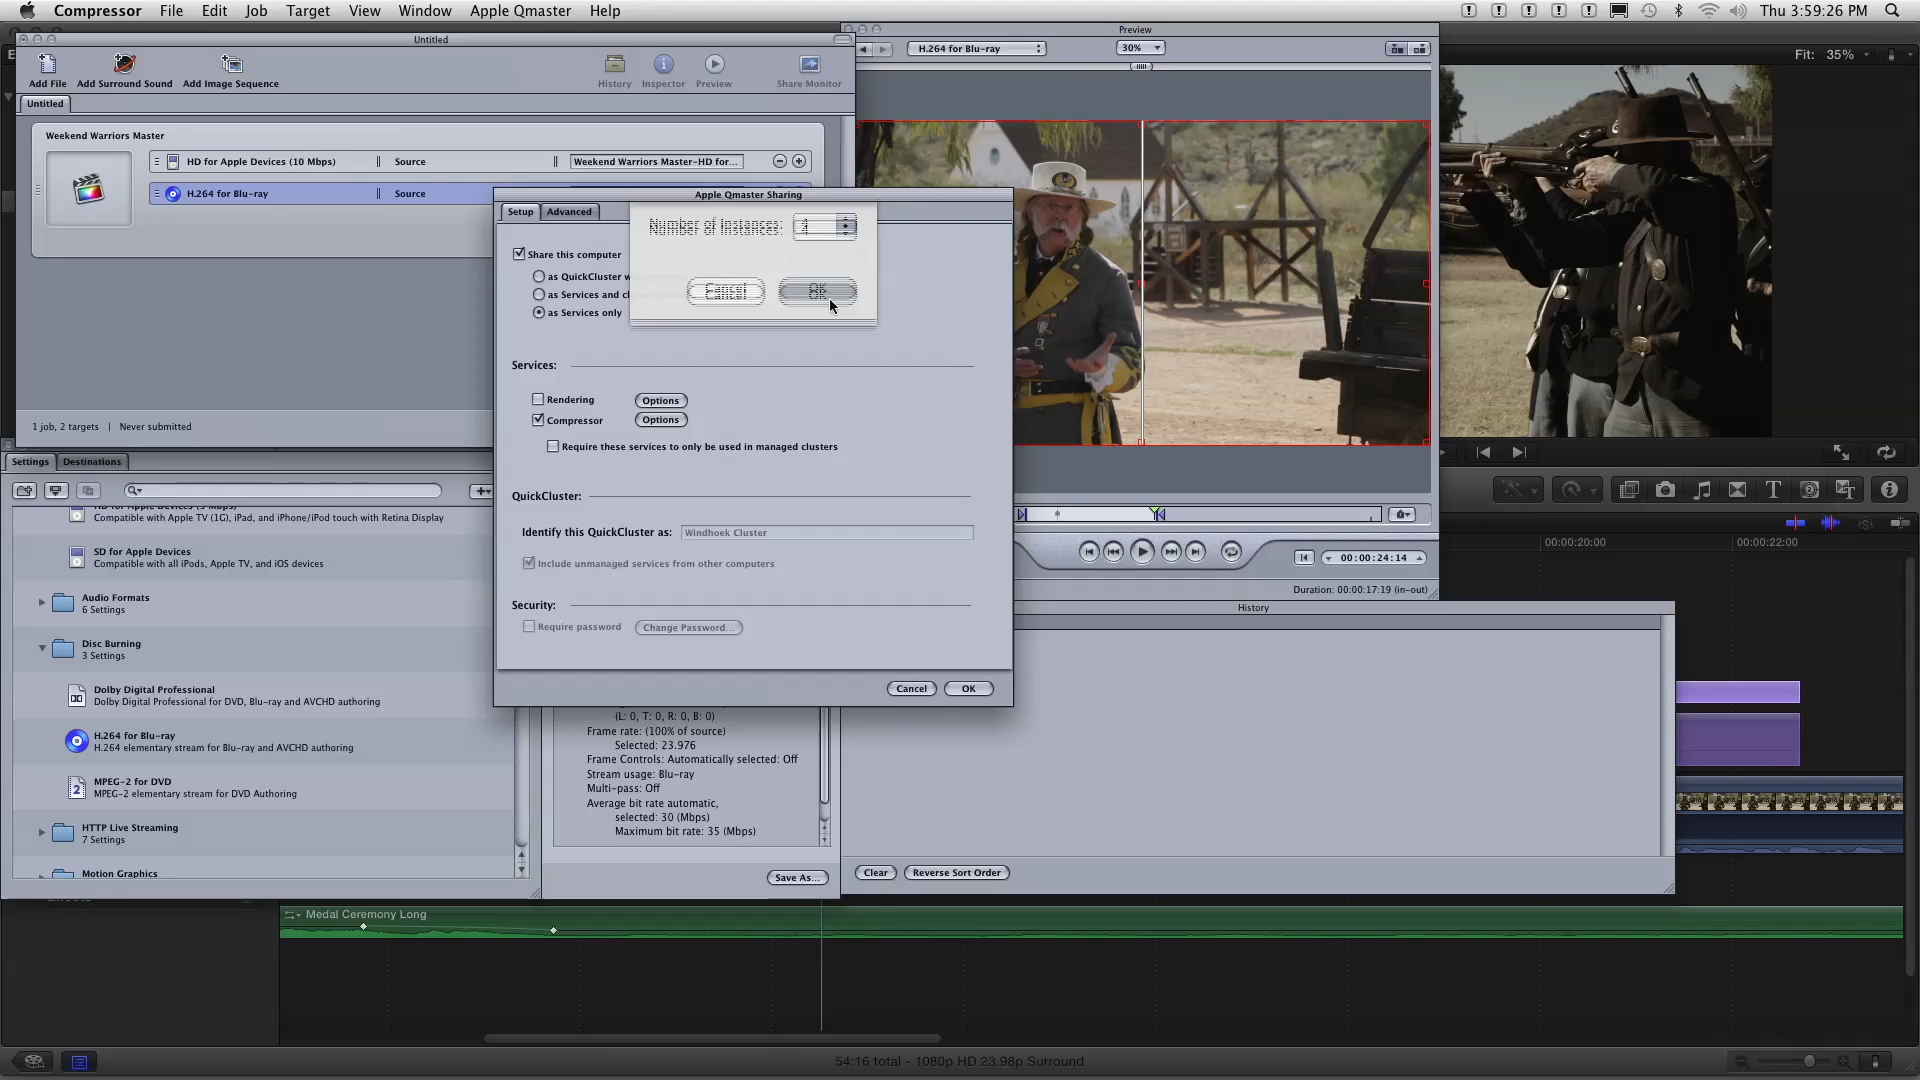 Compressor File Edit Job Target View Window Apple Qmaster Help
Thu 3:59:26 PM
Untitled
Preview
Add File
Add Surround Sound
Add Image Sequence
History
Inspector
Preview
Share Monitor
H.264 for Blu-ray
30%
Fit: 35%
Untitled
Weekend Warriors Master
HD for Apple Devices (10 Mbps)
Source
Weekend Warriors Master-HD for...
H.264 for Blu-ray
Source
1 job, 2 targets | Never submitted
Apple Qmaster Sharing
Setup
Advanced
Number of Instances: 4
Cancel
OK
Share this computer
as QuickCluster w
as Services and cl
as Services only
Services:
Rendering
Options
Compressor
Options
Require these services to only be used in managed clusters
QuickCluster:
Identify this QuickCluster as:
Windhoek Cluster
Include unmanaged services from other computers
Security:
Require password
Change Password...
Cancel
OK
Settings
Destinations
Compatible with Apple TV (1G), iPad, and iPhone/iPod touch with Retina Display
SD for Apple Devices
Compatible with all iPods, Apple TV, and iOS devices
Audio Formats
6 Settings
Disc Burning
3 Settings
Dolby Digital Professional
Dolby Digital Professional for DVD, Blu-ray and AVCHD authoring
H.264 for Blu-ray
H.264 elementary stream for Blu-ray and AVCHD authoring
MPEG-2 for DVD
MPEG-2 elementary stream for DVD Authoring
HTTP Live Streaming
7 Settings
Motion Graphics
(L: 0, T: 0, R: 0, B: 0)
Frame rate: (100% of source)
Selected: 23.976
Frame Controls: Automatically selected: Off
Stream usage: Blu-ray
Multi-pass: Off
Average bit rate automatic,
selected: 30 (Mbps)
Maximum bit rate: 35 (Mbps)
Save As...
00:00:24:14
Duration: 00:00:17:19 (in-out)
History
Clear
Reverse Sort Order
00:00:20:00
00:00:22:00
Medal Ceremony Long
54:16 total - 1080p HD 23.98p Surround